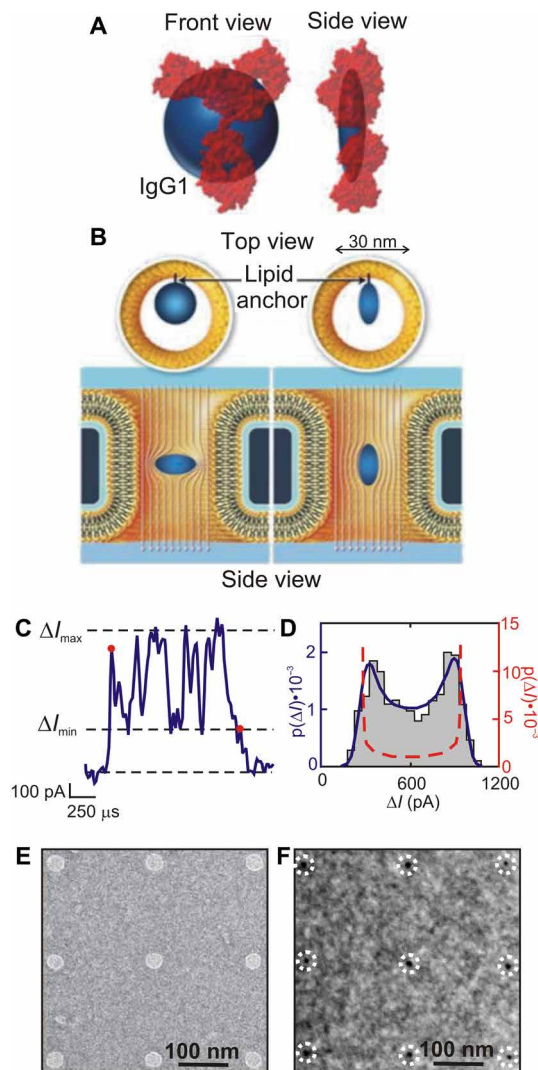 A
Front view Side view
IgG1
B
Top view
30 nm
Lipid
anchor
Side view
C
ΔImax
ΔImin
100 pA
250 µs
D
p(ΔI)•10⁻³
2
1
0
15
10
5
0
p(ΔI)•10⁻³
0 600 1200
ΔI (pA)
E
100 nm
F
100 nm